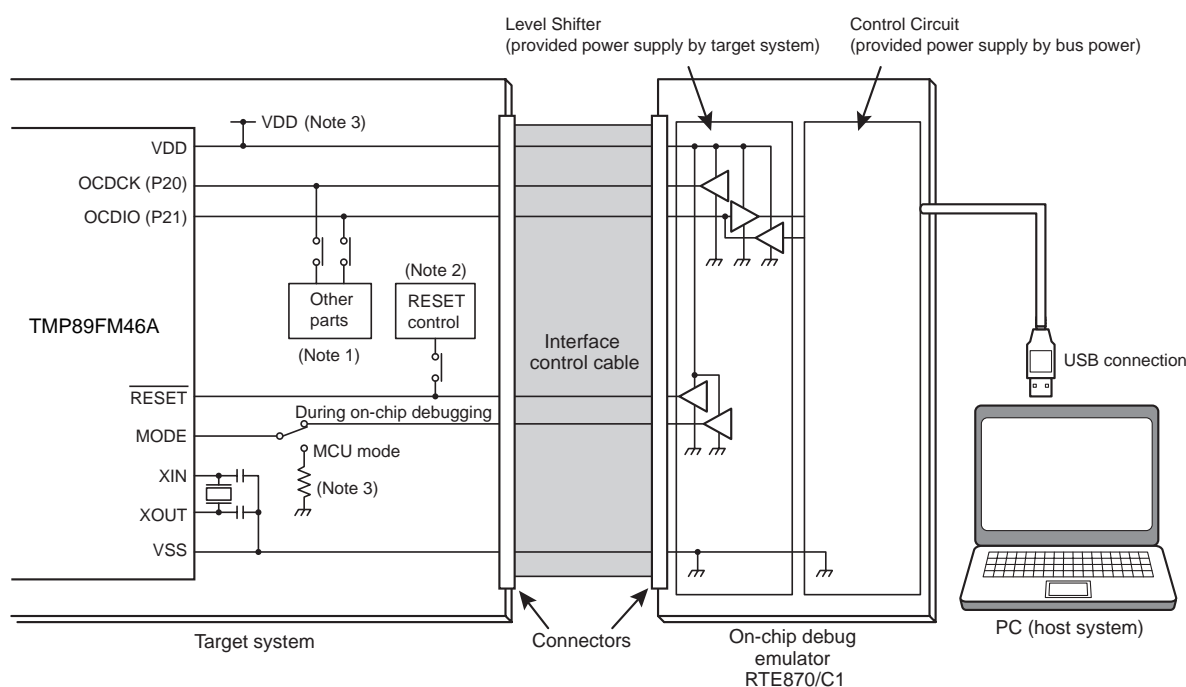 Level Shifter
(provided power supply by target system)
Control Circuit
(provided power supply by bus power)
VDD (Note 3)
VDD
OCDCK (P20)
OCDIO (P21)
(Note 2)
Other
parts
RESET
control
TMP89FM46A
(Note 1)
Interface
control cable
USB connection
RESET
During on-chip debugging
MODE
MCU mode
XIN
(Note 3)
XOUT
VSS
Target system
Connectors
On-chip debug
emulator
RTE870/C1
PC (host system)